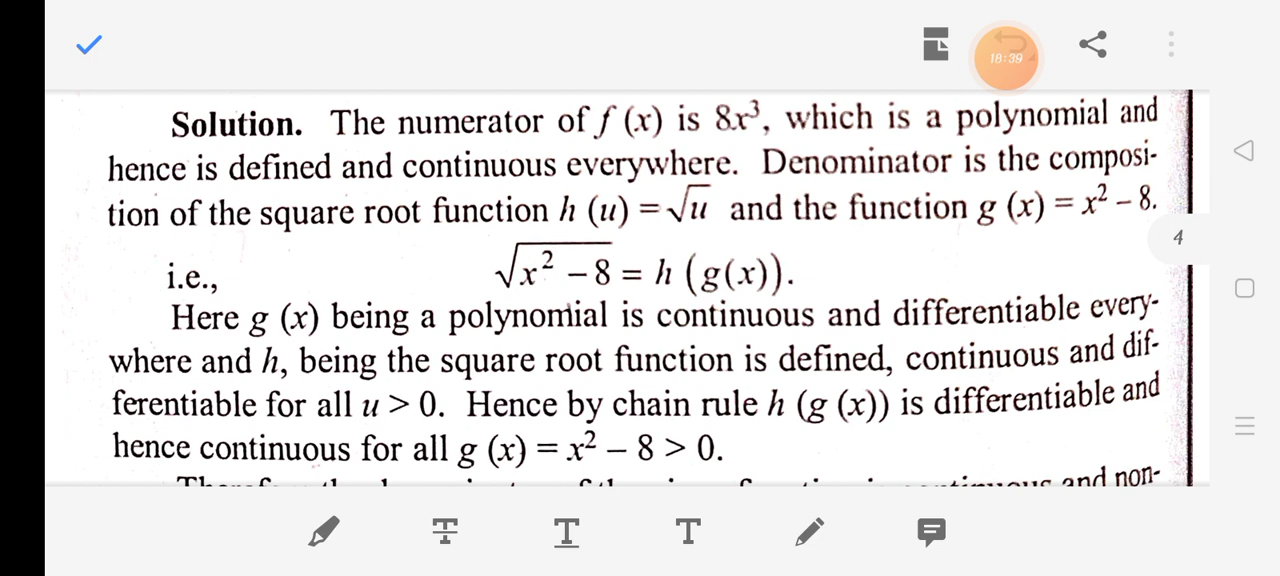 18:39
Solution. The numerator of f (x) is 8x³, which is a polynomial and
hence is defined and continuous everywhere. Denominator is the composi-
tion of the square root function h (u) = √u and the function g (x) = x² – 8.
4
i.e., √x² – 8 = h (g(x)).
Here g (x) being a polynomial is continuous and differentiable every-
where and h, being the square root function is defined, continuous and dif-
ferentiable for all u > 0. Hence by chain rule h (g (x)) is differentiable and
hence continuous for all g (x) = x² – 8 > 0.
and non-
T T T